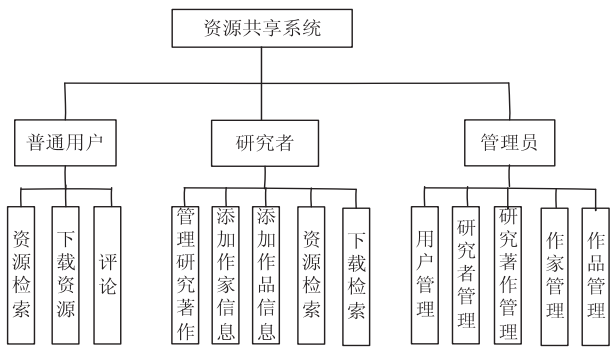 资源共享系统
普通用户
研究者
管理员
资源检索
下载资源
评论
管理研究著作
添加作家信息
添加作品信息
资源检索
下载检索
用户管理
研究者管理
研究著作管理
作家管理
作品管理